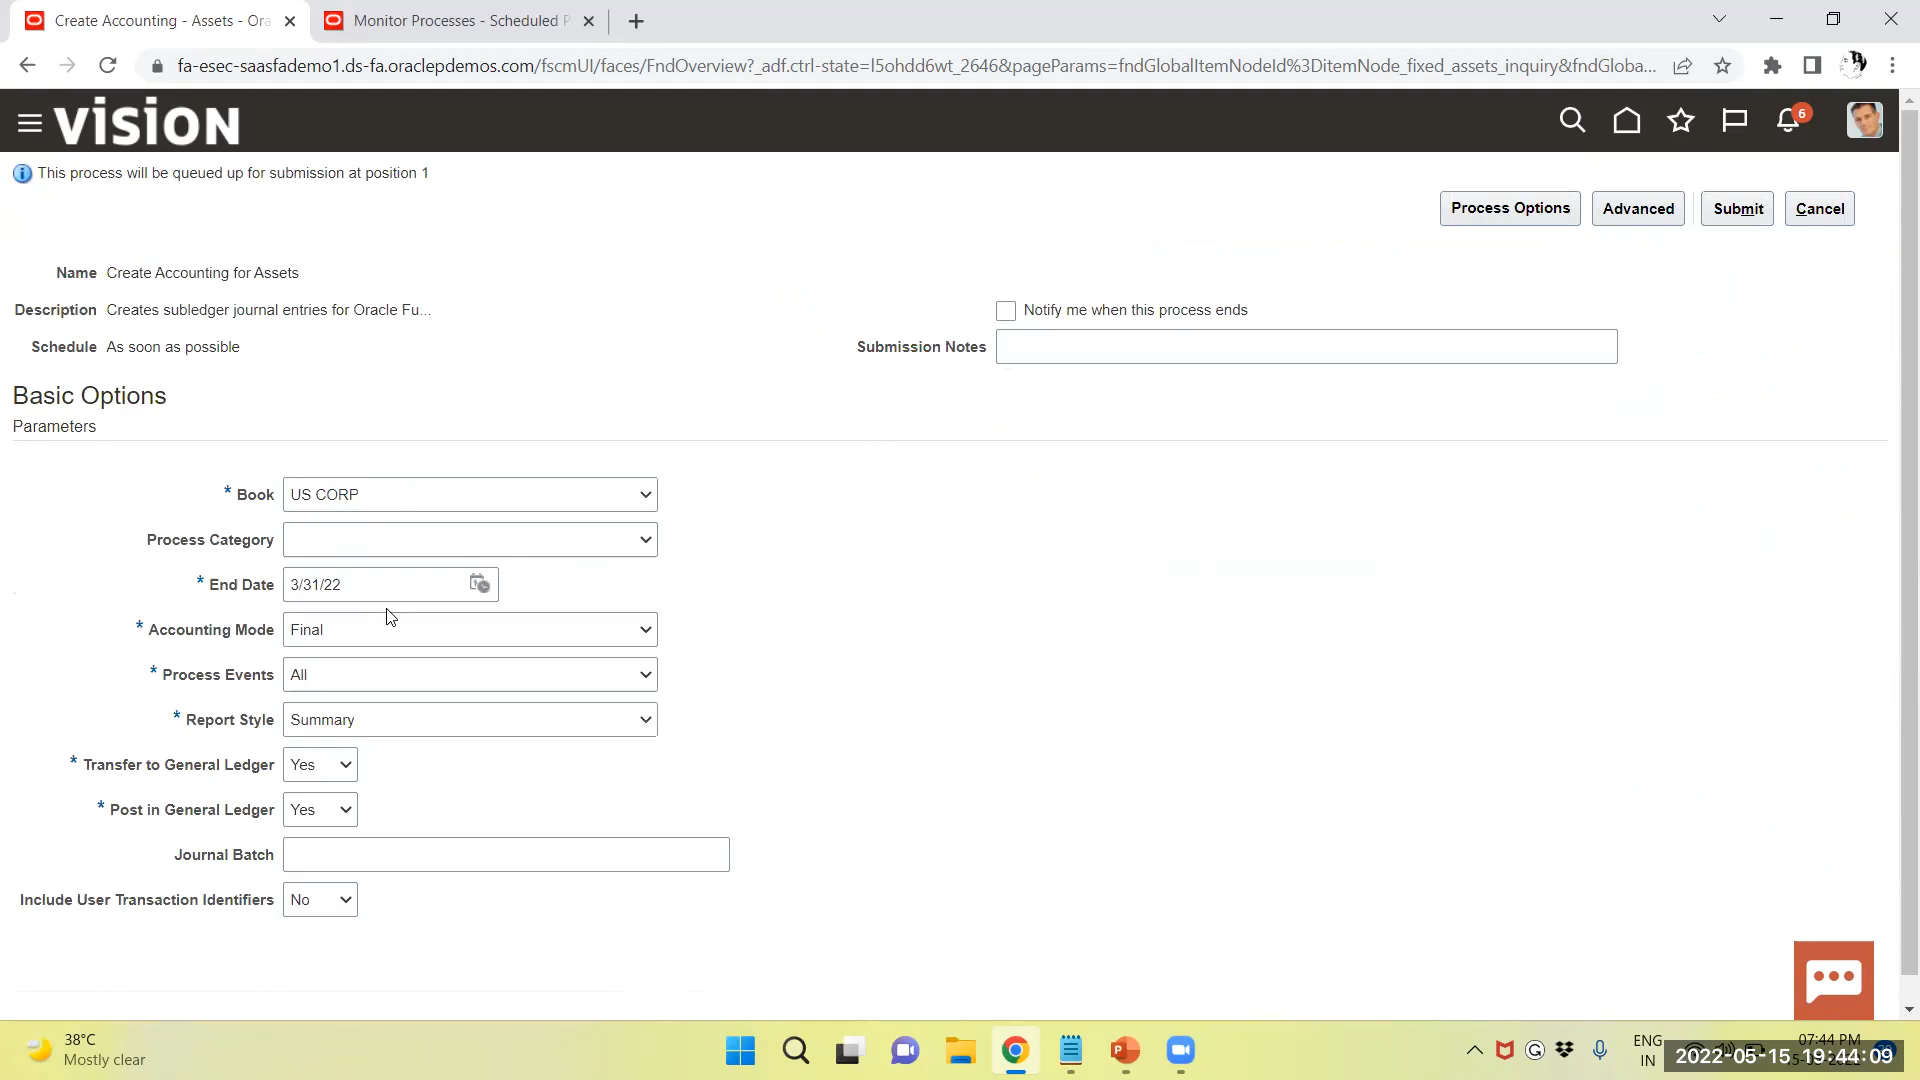 Create Accounting - Assets - Ora
Monitor Processes - Scheduled P
fa-esec-saasfademo1.ds-fa.oraclepdemos.com/fscmUI/faces/FndOverview?_adf.ctrl-state=l5ohdd6wt_2646&pageParams=fndGlobalItemNodeId%3DitemNode_fixed_assets_inquiry&fndGloba...
vision
6
This process will be queued up for submission at position 1
Process Options Advanced Submit Cancel
Name Create Accounting for Assets
Description Creates subledger journal entries for Oracle Fu...
Notify me when this process ends
Schedule As soon as possible
Submission Notes
Basic Options
Parameters
* Book US CORP
Process Category
* End Date 3/31/22
* Accounting Mode Final
* Process Events All
* Report Style Summary
* Transfer to General Ledger Yes
* Post in General Ledger Yes
Journal Batch
Include User Transaction Identifiers No
38°C
Mostly clear
ENG
IN
07:44 PM
2022-05-15 19:44:09